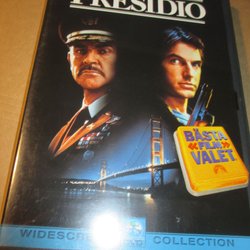 PRESIDIO
BÄSTA
FILM
VALET
WIDESCREEN COLLECTION